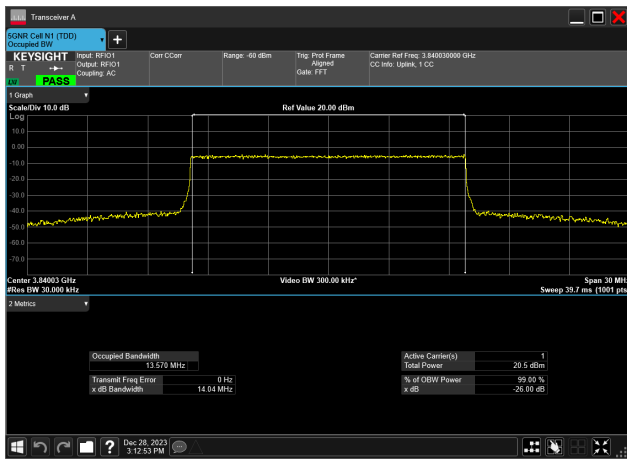 Transceiver A
5GNR Cell N1 (TDD)
Occupied BW
KEYSIGHT
R T
LNI
PASS
Input: RFIO1
Output: RFIO1
Coupling: AC
Corr CCorr
Range: -60 dBm
Trig: Prot Frame
Aligned
Gate: FFT
Carrier Ref Freq: 3.840030000 GHz
CC Info: Uplink, 1 CC
1 Graph
Scale/Div 10.0 dB
Ref Value 20.00 dBm
Log
10.0
0.00
-10.0
-20.0
-30.0
-40.0
-50.0
-60.0
-70.0
Center 3.84003 GHz
Video BW 300.00 kHz*
Span 30 MHz
#Res BW 30.000 kHz
Sweep 39.7 ms (1001 pts
2 Metrics
Occupied Bandwidth
13.570 MHz
Transmit Freq Error 0 Hz
x dB Bandwidth 14.04 MHz
Active Carrier(s) 1
Total Power 20.5 dBm
% of OBW Power 99.00 %
x dB -26.00 dB
Dec 28, 2023
3:12:53 PM